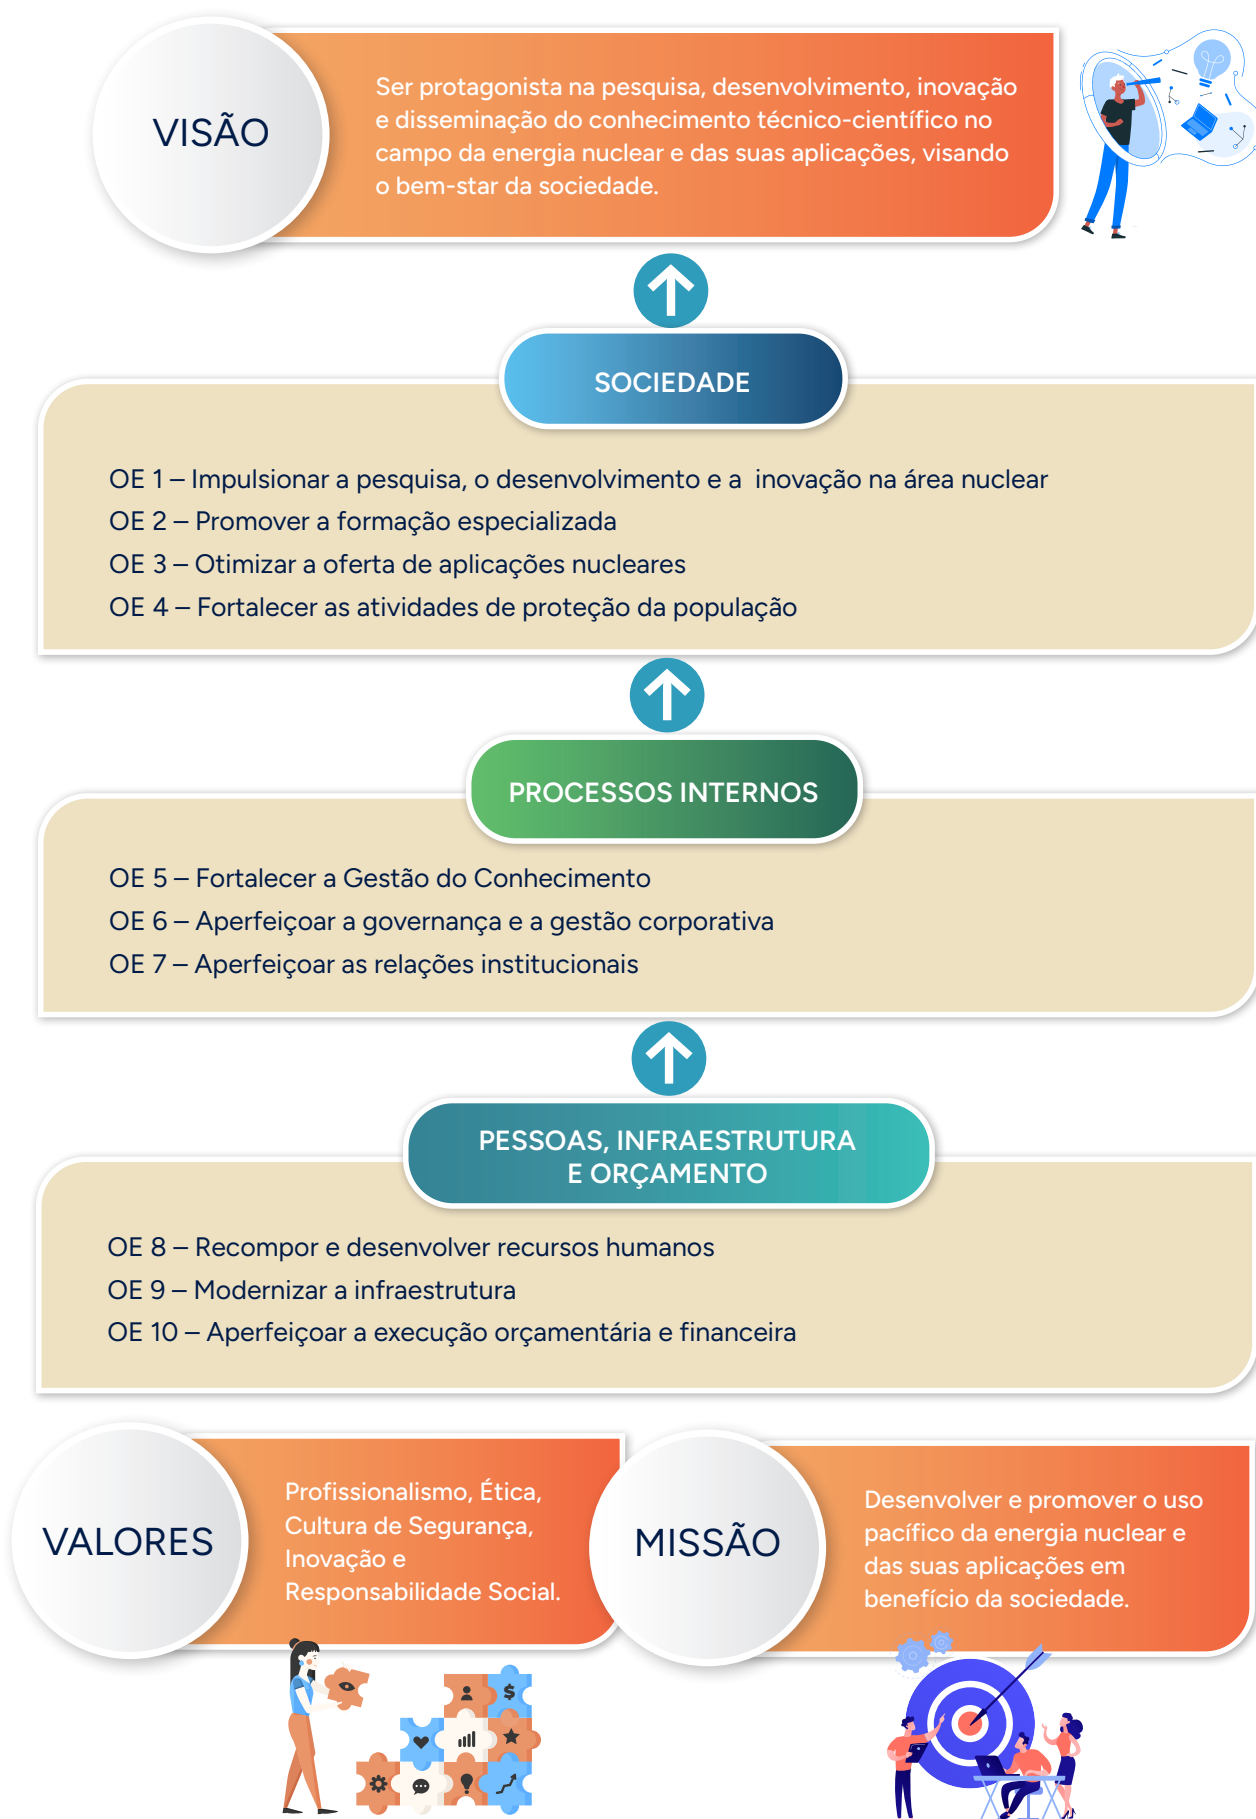 VISÃO
Ser protagonista na pesquisa, desenvolvimento, inovação
e disseminação do conhecimento técnico-científico no
campo da energia nuclear e das suas aplicações, visando
o bem-star da sociedade.
SOCIEDADE
OE 1 – Impulsionar a pesquisa, o desenvolvimento e a inovação na área nuclear
OE 2 – Promover a formação especializada
OE 3 – Otimizar a oferta de aplicações nucleares
OE 4 – Fortalecer as atividades de proteção da população
PROCESSOS INTERNOS
OE 5 – Fortalecer a Gestão do Conhecimento
OE 6 – Aperfeiçoar a governança e a gestão corporativa
OE 7 – Aperfeiçoar as relações institucionais
PESSOAS, INFRAESTRUTURA
E ORÇAMENTO
OE 8 – Recompor e desenvolver recursos humanos
OE 9 – Modernizar a infraestrutura
OE 10 – Aperfeiçoar a execução orçamentária e financeira
VALORES
Profissionalismo, Ética,
Cultura de Segurança,
Inovação e
Responsabilidade Social.
MISSÃO
Desenvolver e promover o uso
pacífico da energia nuclear e
das suas aplicações em
benefício da sociedade.
$